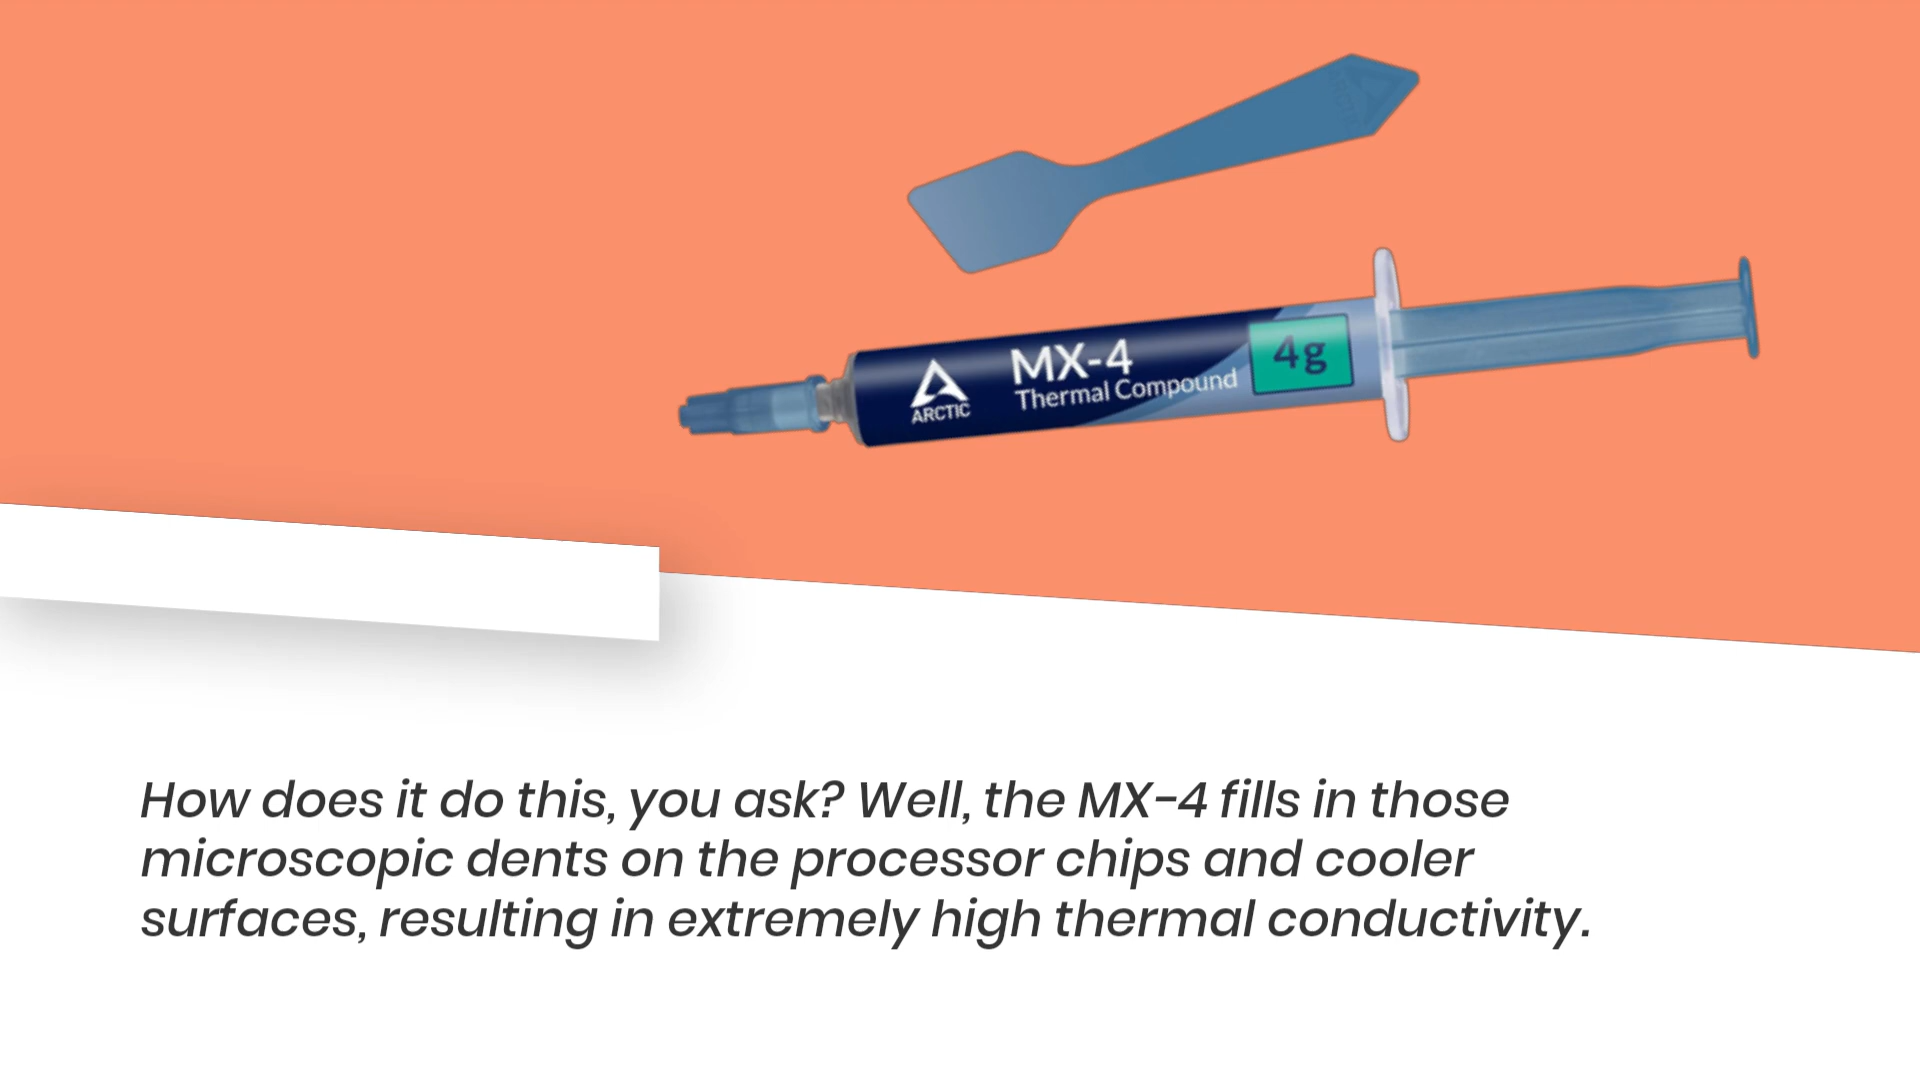 MX-4
Thermal Compound
4g
ARCTIC
How does it do this, you ask? Well, the MX-4 fills in those
microscopic dents on the processor chips and cooler
surfaces, resulting in extremely high thermal conductivity.